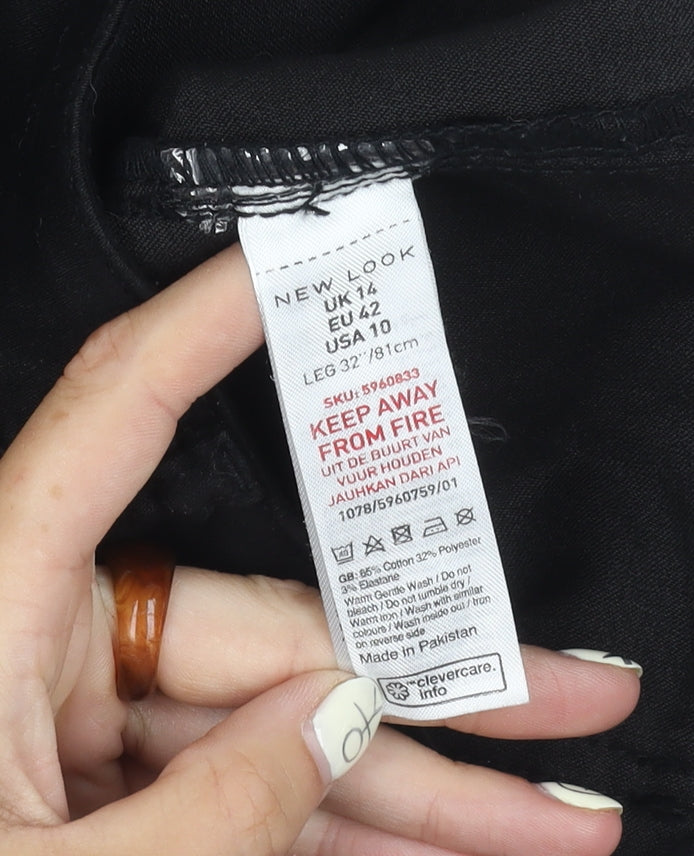 NEW LOOK
UK 14
EU 42
USA 10
LEG 32"/81cm
SKU: 5960833
KEEP AWAY
FROM FIRE
UIT DE BUURT VAN
VUUR HOUDEN
JAUHKAN DARI API
1078/5960759/01
40
GB: 65% Cotton 32% Polyester
3% Elastane
Warm Gentle Wash / Do not
bleach / Do not tumble dry /
Warm iron / Wash with similar
colours / Wash inside out / Iron
on reverse side
Made in Pakistan
™clevercare.
info